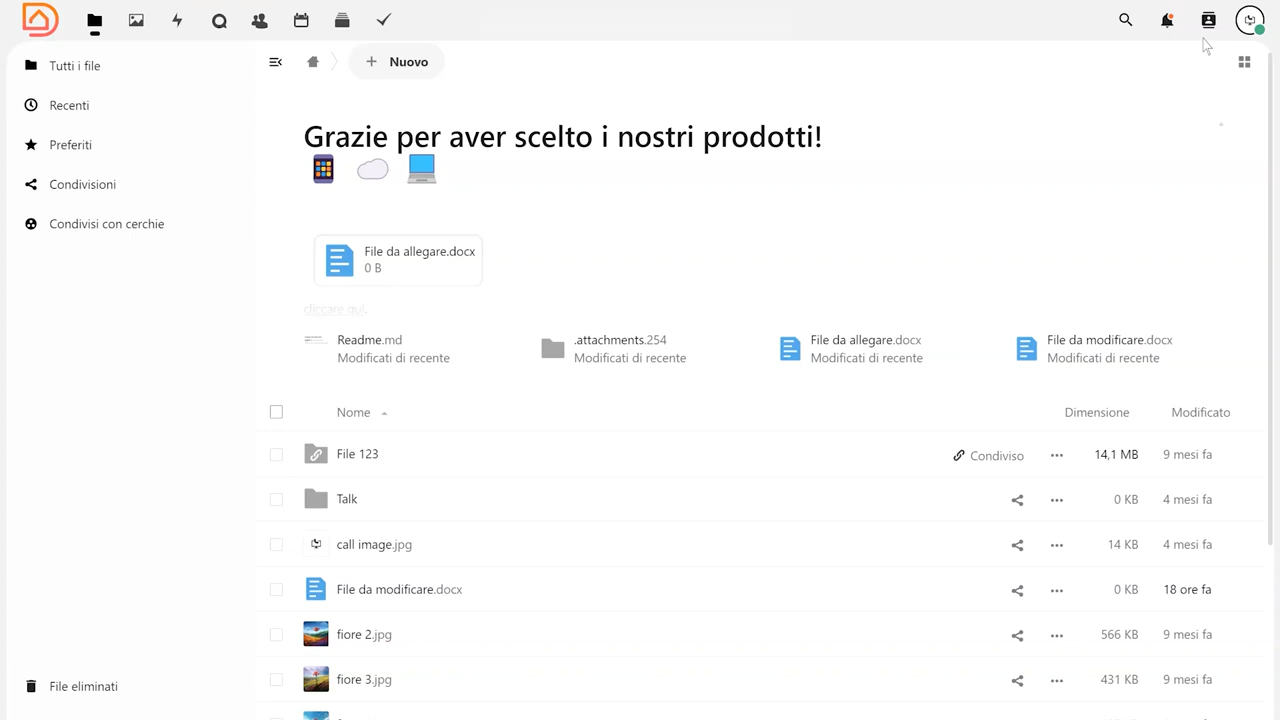 Tutti i file
Recenti
Preferiti
Condivisioni
Condivisi con cerchie
File eliminati
Nuovo
Grazie per aver scelto i nostri prodotti!
File da allegare.docx
0 B
cliccare qui.
Readme.md
Modificati di recente
.attachments.254
Modificati di recente
File da allegare.docx
Modificati di recente
File da modificare.docx
Modificati di recente
Nome Dimensione Modificato
File 123 Condiviso 14,1 MB 9 mesi fa
Talk 0 KB 4 mesi fa
call image.jpg 14 KB 4 mesi fa
File da modificare.docx 0 KB 18 ore fa
fiore 2.jpg 566 KB 9 mesi fa
fiore 3.jpg 431 KB 9 mesi fa